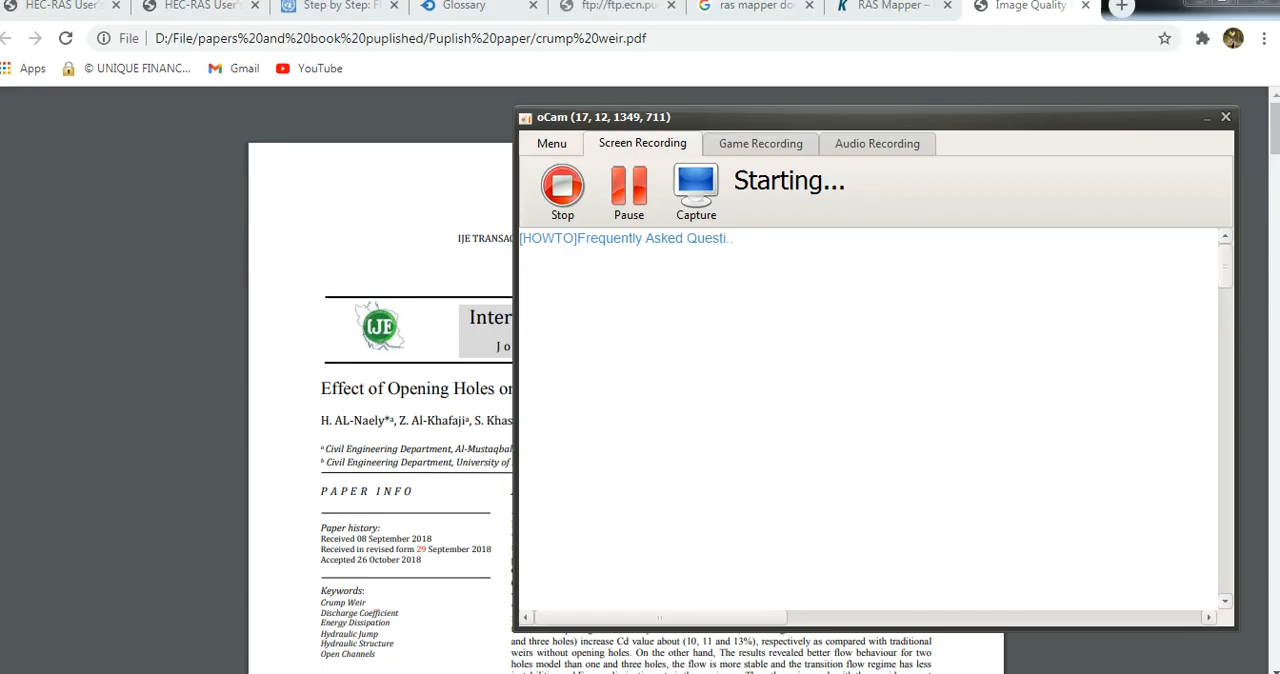 HEC-RAS User's
HEC-RAS User's
Step by Step: F
Glossary
ftp://ftp.ecn.pu
ras mapper do
RAS Mapper –
Image Quality
File
D:/File/papers%20and%20book%20puplished/Puplish%20paper/crump%20weir.pdf
Apps
© UNIQUE FINANC...
Gmail
YouTube
oCam (17, 12, 1349, 711)
Menu
Screen Recording
Game Recording
Audio Recording
Stop
Pause
Capture
Starting...
[HOWTO]Frequently Asked Questi..
IJE TRANSAC
IJE
Inter
J o
Effect of Opening Holes on
H. AL-Naely*ᵃ, Z. Al-Khafajiᵃ, S. Khas
ᵃ Civil Engineering Department, Al-Mustaqbal
ᵇ Civil Engineering Department, University of
PAPER INFO
Paper history:
Received 08 September 2018
Received in revised form 29 September 2018
Accepted 26 October 2018
Keywords:
Crump Weir
Discharge Coefficient
Energy Dissipation
Hydraulic Jump
Hydraulic Structure
Open Channels
and three holes) increase Cd value about (10, 11 and 13%), respectively as compared with traditional
weirs without opening holes. On the other hand, The results revealed better flow behaviour for two
holes model than one and three holes, the flow is more stable and the transition flow regime has less